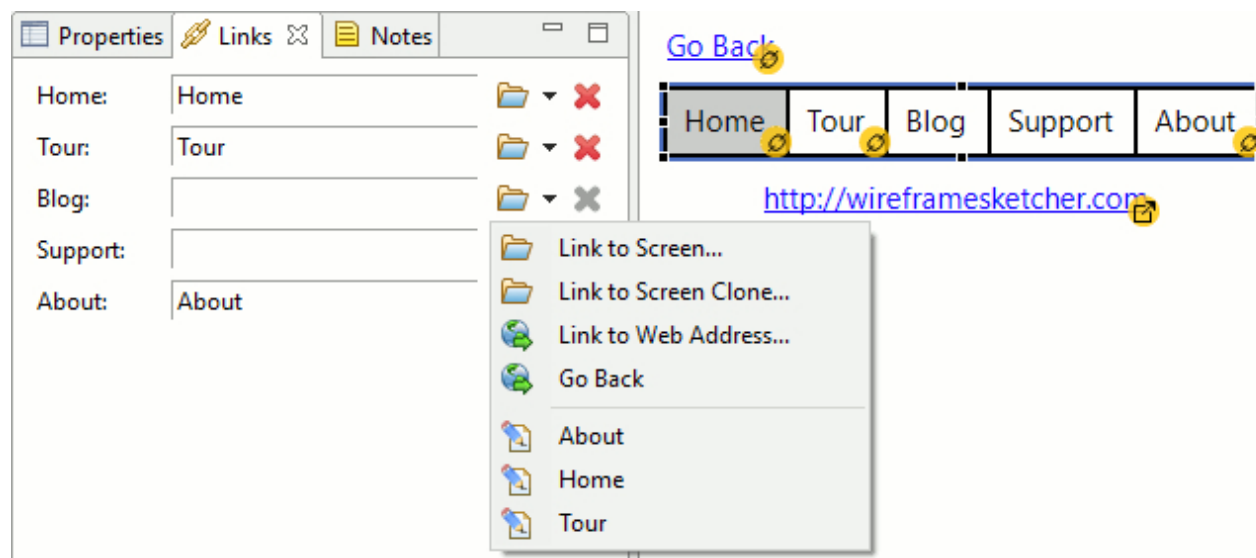 Properties Links Notes
Home: Home
Tour: Tour
Blog:
Support:
About: About
Link to Screen...
Link to Screen Clone...
Link to Web Address...
Go Back
About
Home
Tour
Go Back
Home Tour Blog Support About
http://wireframesketcher.com